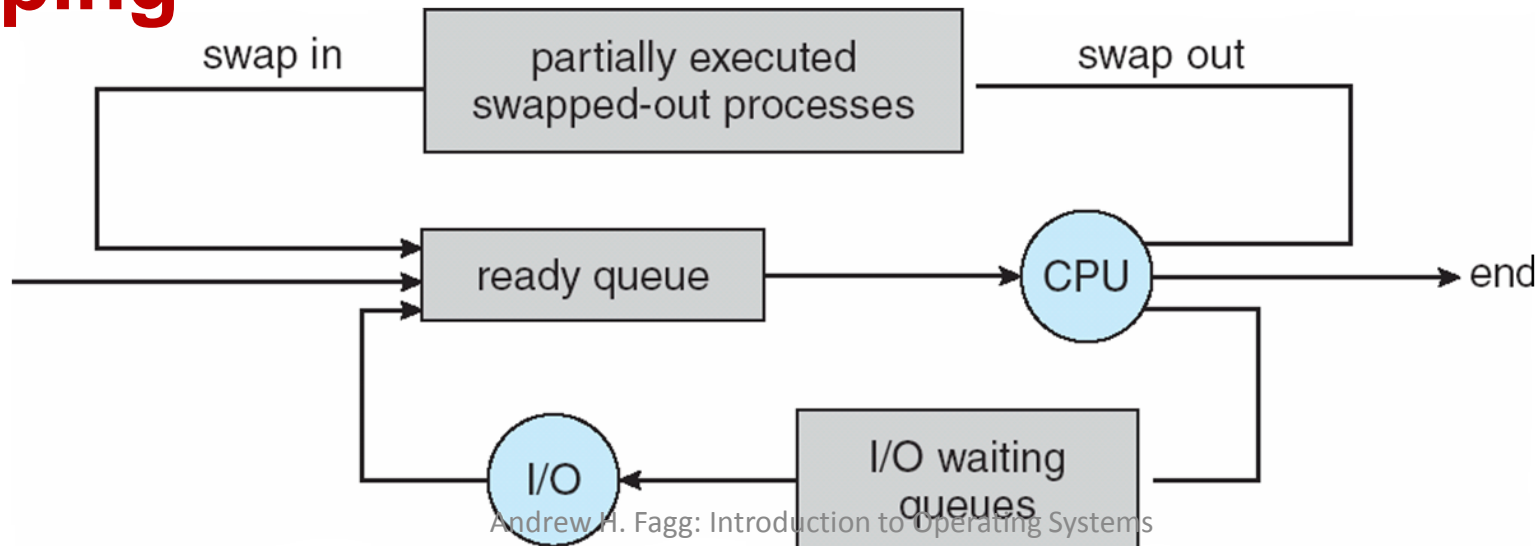 swap in
partially executed
swapped-out processes
swap out
ready queue
CPU
end
I/O
I/O waiting
queues
Andrew H. Fagg: Introduction to Operating Systems